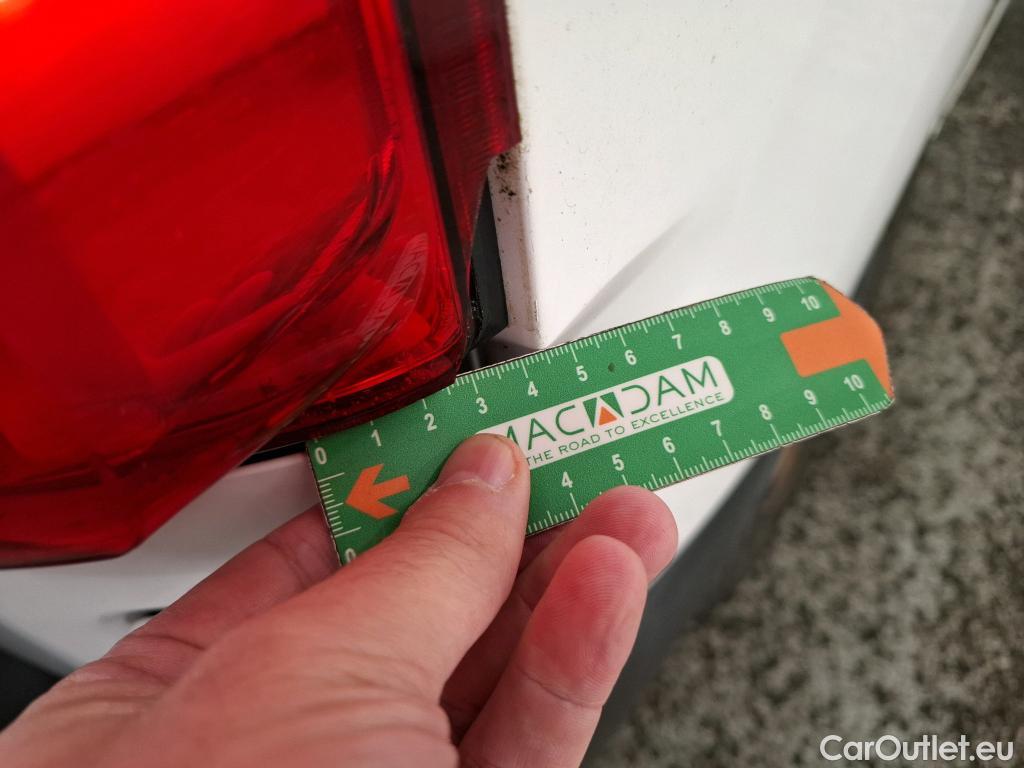 0 1 2 3 4 5 6 7 8 9 10
MACADAM
THE ROAD TO EXCELLENCE
0 4 5 6 7 8 9 10
CarOutlet.eu